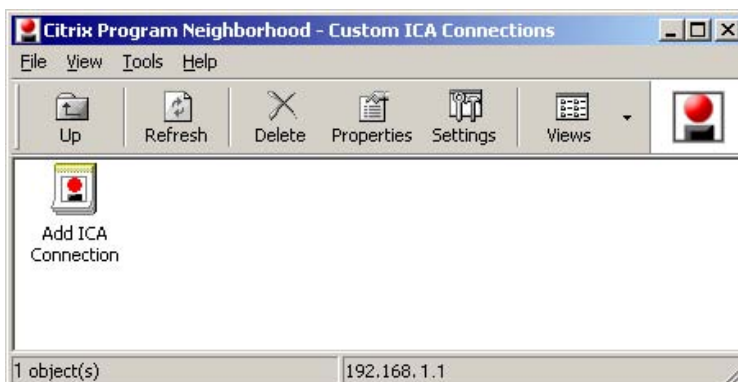 Citrix Program Neighborhood - Custom ICA Connections
File View Tools Help
Up Refresh Delete Properties Settings Views
Add ICA
Connection
1 object(s) 192.168.1.1